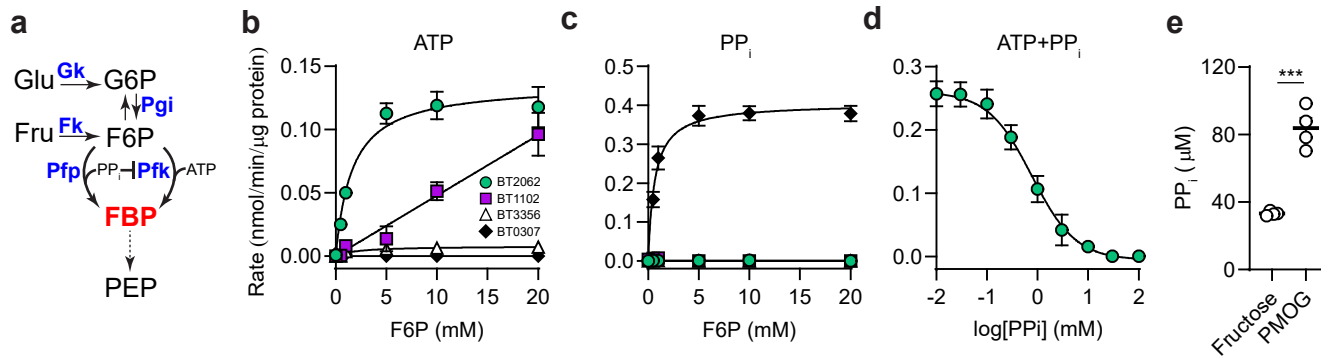 a
Glu Gk G6P
Pgi
Fru Fk F6P
Pfp PPi Pfk ATP
FBP
PEP
b
ATP
Rate (nmol/min/µg protein)
0.15
0.10
0.05
0.00
0 5 10 15 20
F6P (mM)
BT2062
BT1102
BT3356
BT0307
c
PPi
0.5
0.4
0.3
0.2
0.1
0.0
0 5 10 15 20
F6P (mM)
d
ATP+PPi
0.3
0.2
0.1
0.0
-2 -1 0 1 2
log[PPi] (mM)
e
PPi (µM)
120
80
40
0
***
Fructose
PMOG